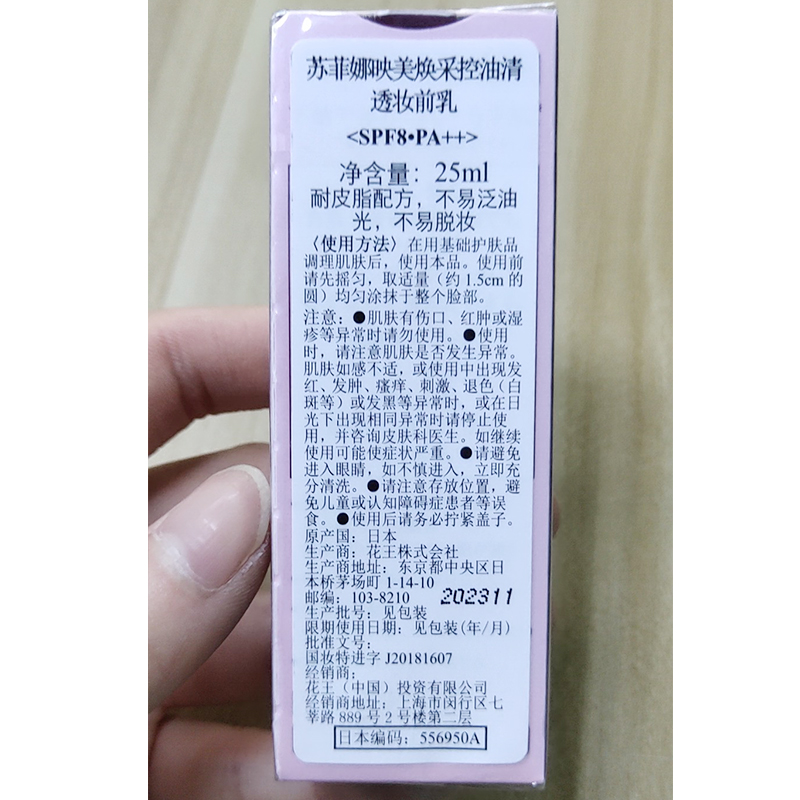 苏菲娜映美焕采控油清
透妆前乳
<SPF8•PA++>
净含量：25ml
耐皮脂配方，不易泛油
光，不易脱妆
〈使用方法〉在用基础护肤品
调理肌肤后，使用本品。使用前
请先摇匀，取适量（约 1.5cm 的
圆）均匀涂抹于整个脸部。
注意：●肌肤有伤口、红肿或湿
疹等异常时请勿使用。●使用
时，请注意肌肤是否发生异常。
肌肤如感不适，或使用中出现发
红、发肿、瘙痒、刺激、退色（白
斑等）或发黑等异常时，或在日
光下出现相同异常时请停止使
用，并咨询皮肤科医生。如继续
使用可能使症状严重。●请避免
进入眼睛，如不慎进入，立即充
分清洗。●请注意存放位置，避
免儿童或认知障碍症患者等误
食。●使用后请务必拧紧盖子。
原产国：日本
生产商：花王株式会社
生产商地址：东京都中央区日
本桥茅场町 1-14-10
邮编：103-8210 202311
生产批号：见包装
限期使用日期：见包装(年/月)
批准文号：
国妆特进字 J20181607
经销商：
花王（中国）投资有限公司
经销商地址：上海市闵行区七
莘路 889 号 2 号楼第二层
日本编码：556950A